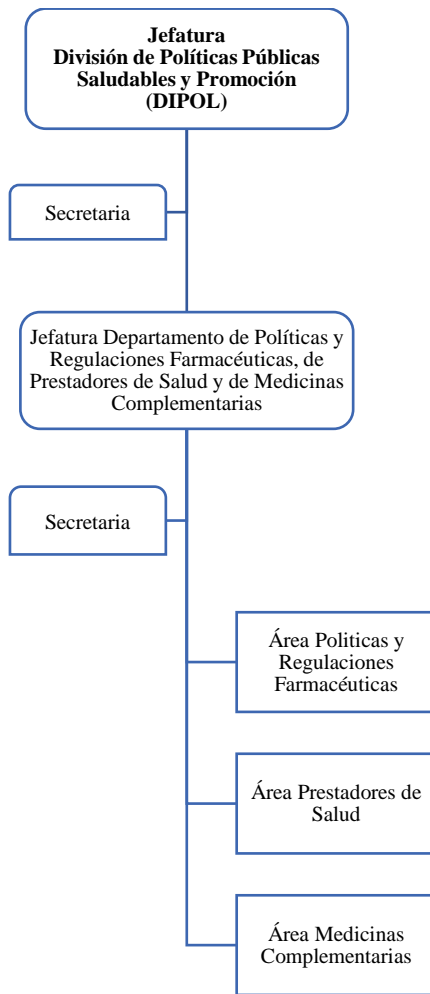 Jefatura
División de Políticas Públicas
Saludables y Promoción
(DIPOL)
Secretaria
Jefatura Departamento de Políticas y
Regulaciones Farmacéuticas, de
Prestadores de Salud y de Medicinas
Complementarias
Secretaria
Área Politicas y
Regulaciones
Farmacéuticas
Área Prestadores de
Salud
Área Medicinas
Complementarias